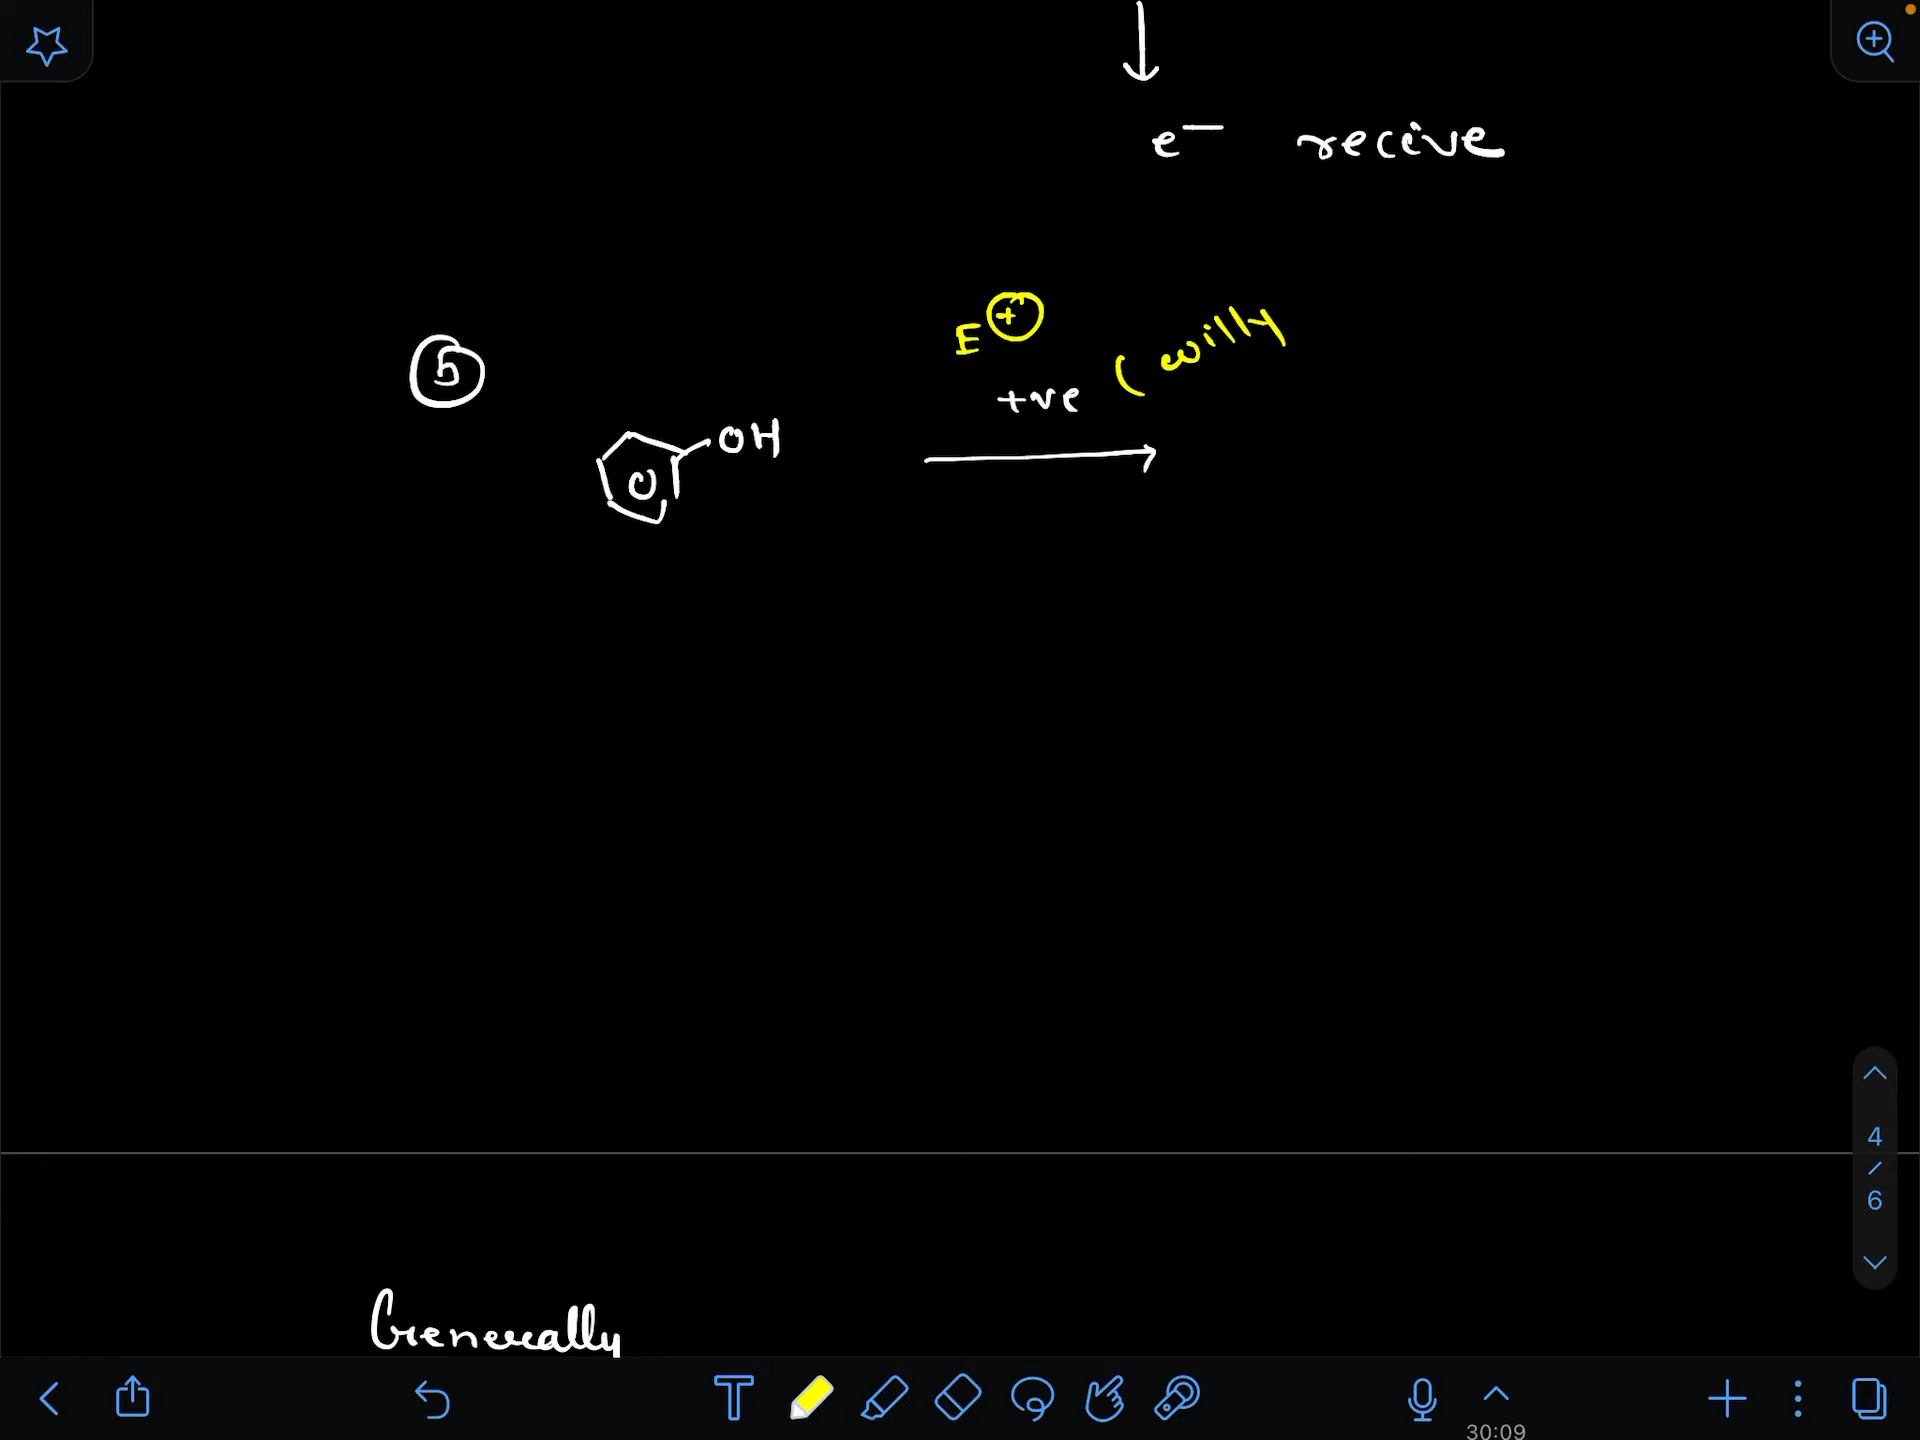 e⁻ recive
E⊕
(willy
5
+ve
OH
Generally
4
/
6
T
30:09